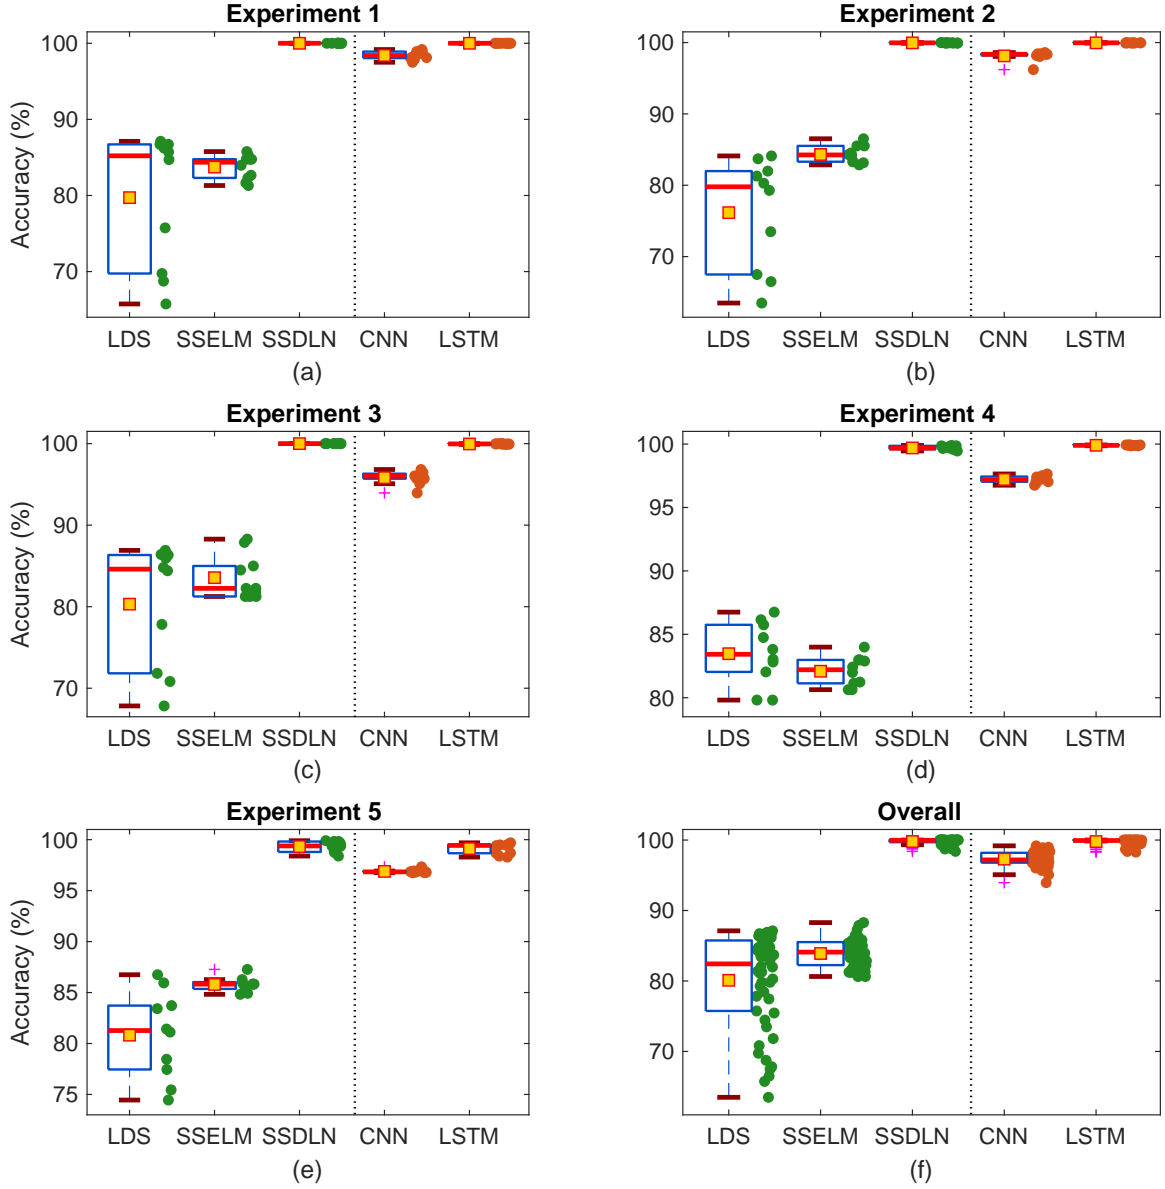 Experiment 1
Accuracy (%)
100
90
80
70
LDS SSELM SSDLN CNN LSTM
(a)
Experiment 2
100
90
80
70
LDS SSELM SSDLN CNN LSTM
(b)
Experiment 3
Accuracy (%)
100
90
80
70
LDS SSELM SSDLN CNN LSTM
(c)
Experiment 4
100
95
90
85
80
LDS SSELM SSDLN CNN LSTM
(d)
Experiment 5
Accuracy (%)
100
95
90
85
80
75
LDS SSELM SSDLN CNN LSTM
(e)
Overall
100
90
80
70
LDS SSELM SSDLN CNN LSTM
(f)